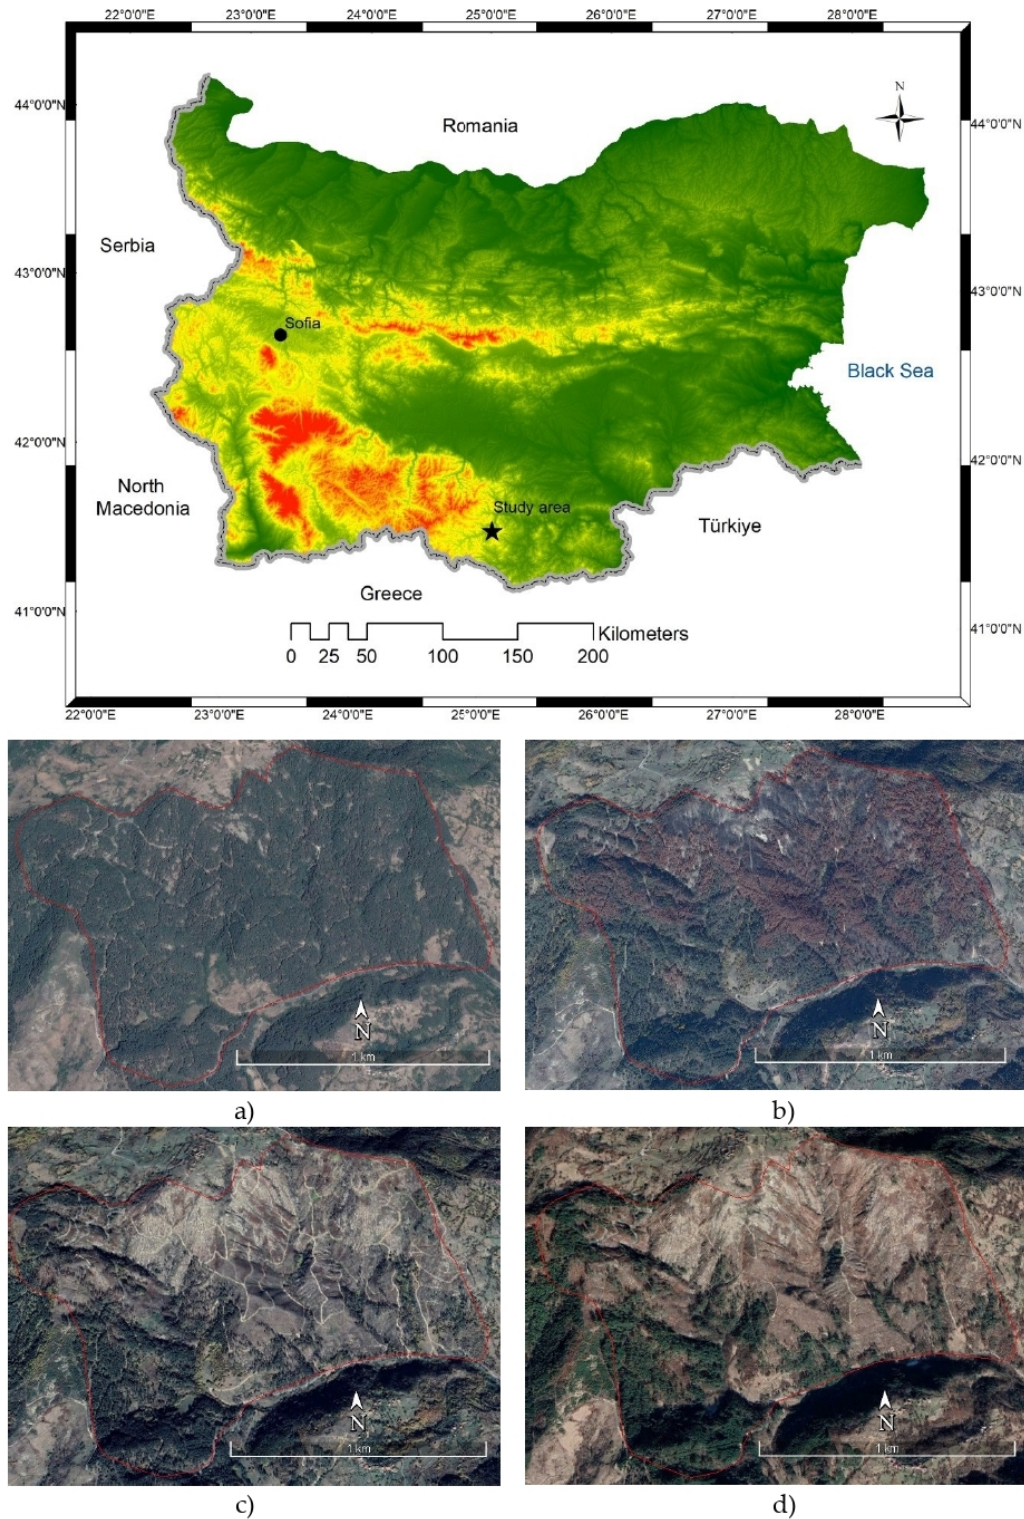 22°0'0"E 23°0'0"E 24°0'0"E 25°0'0"E 26°0'0"E 27°0'0"E 28°0'0"E
N
44°0'0"N
44°0'0"N
Romania
Serbia
43°0'0"N
43°0'0"N
Sofia
Black Sea
42°0'0"N
42°0'0"N
North
Macedonia
Study area
Türkiye
Greece
41°0'0"N
41°0'0"N
Kilometers
0 25 50 100 150 200
22°0'0"E 23°0'0"E 24°0'0"E 25°0'0"E 26°0'0"E 27°0'0"E 28°0'0"E
N
1 km
N
1 km
a)
b)
N
1 km
N
1 km
c)
d)